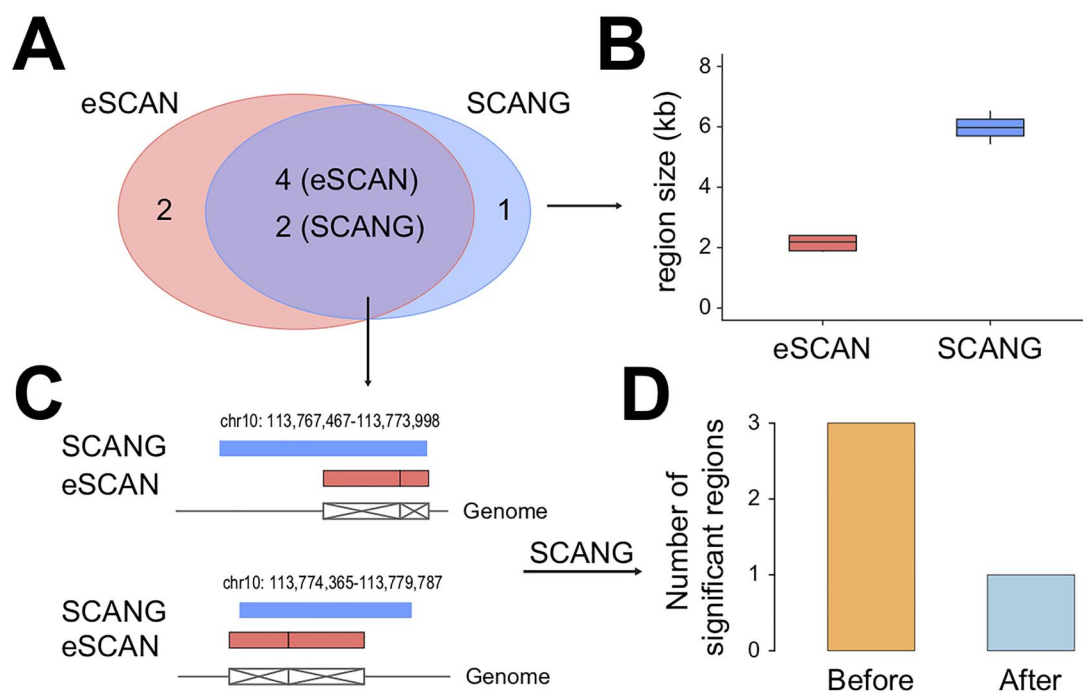 A
eSCAN
SCANG
2
4 (eSCAN)
2 (SCANG)
1
B
region size (kb)
8
6
4
2
0
eSCAN
SCANG
C
chr10: 113,767,467-113,773,998
SCANG
eSCAN
Genome
chr10: 113,774,365-113,779,787
SCANG
eSCAN
Genome
SCANG
D
Number of
significant regions
3
2
1
0
Before
After